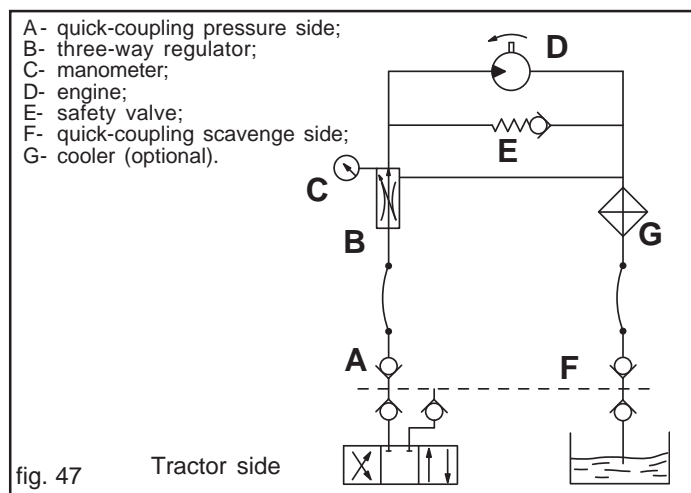 A- quick-coupling pressure side;
B- three-way regulator;
C- manometer;
D- engine;
E- safety valve;
F- quick-coupling scavenge side;
G- cooler (optional).
D
E
C
B
G
A
F
fig. 47
Tractor side